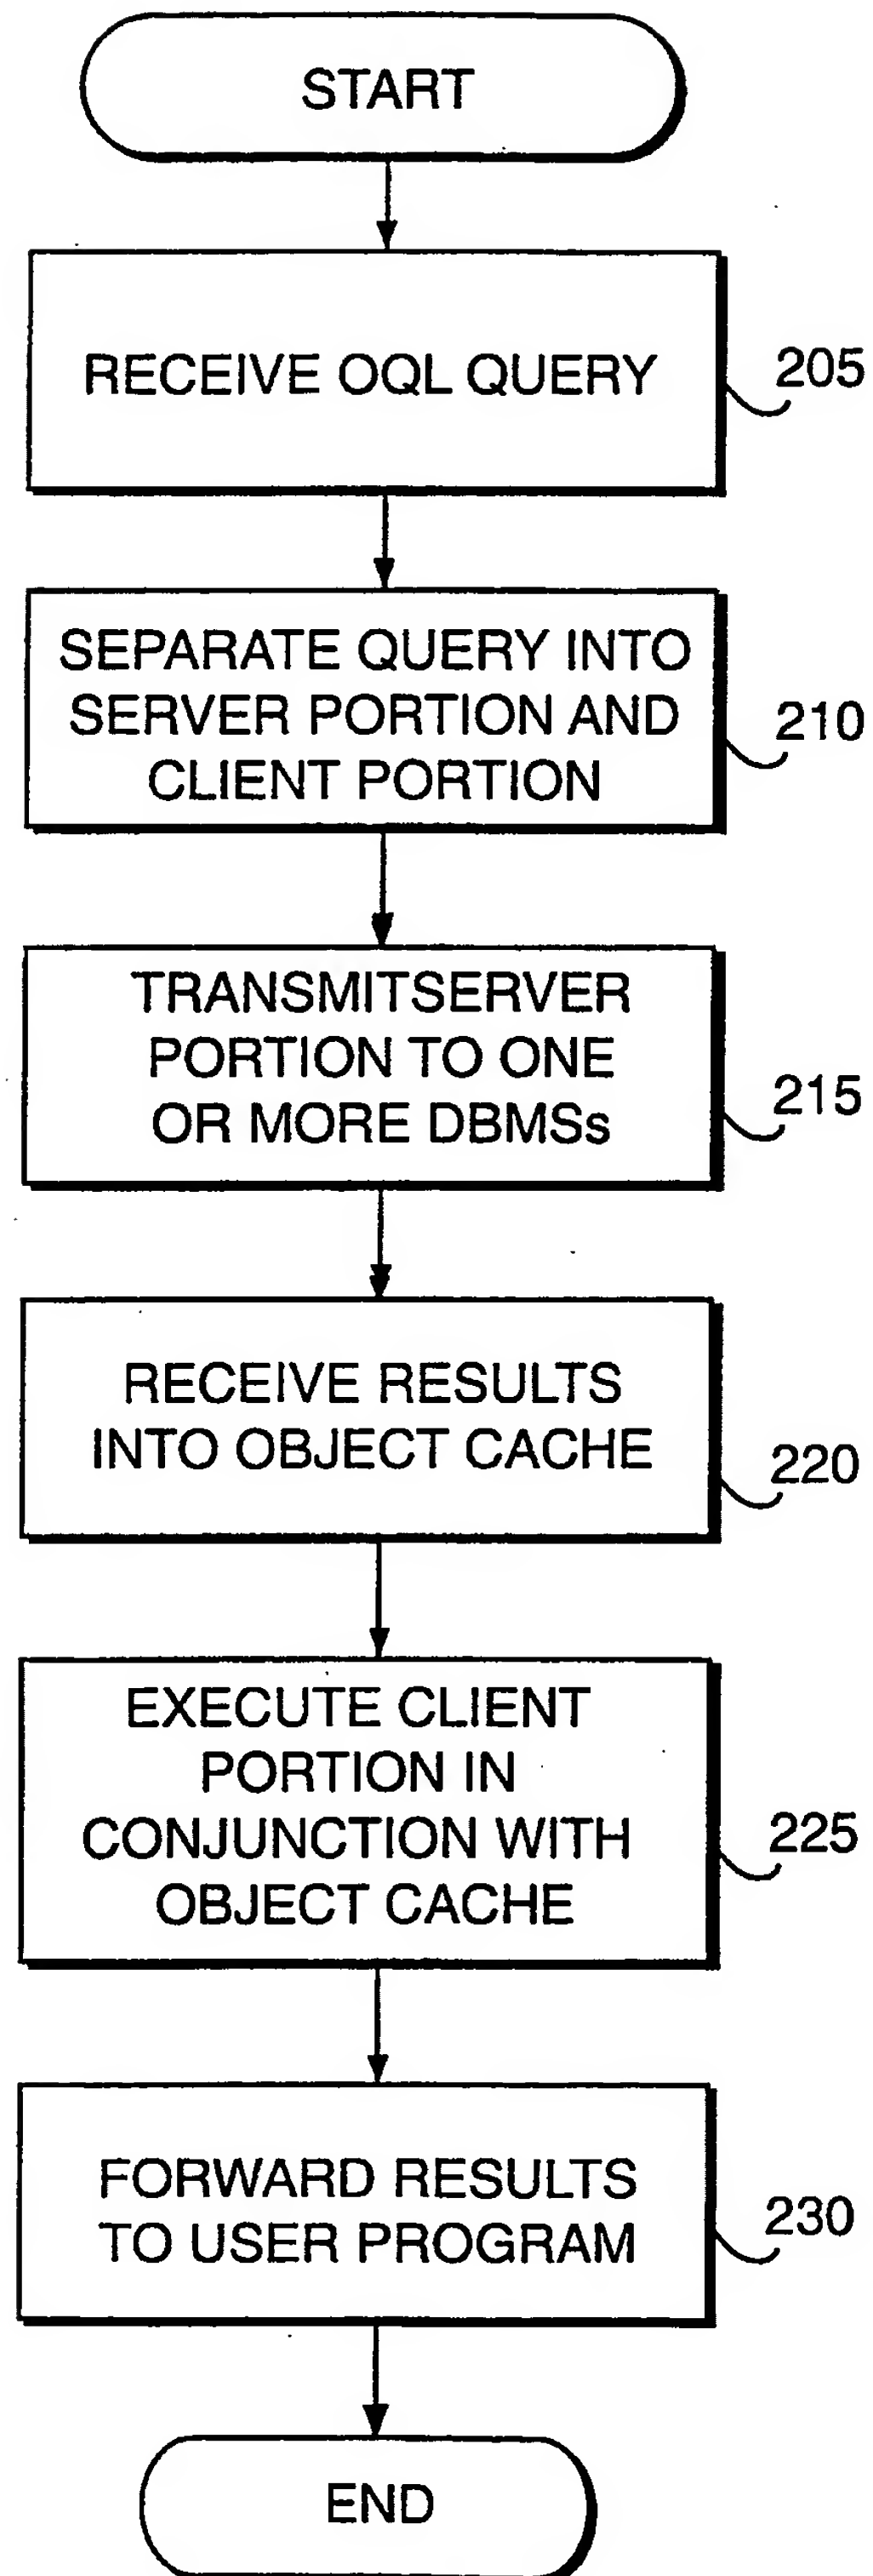 START
RECEIVE OQL QUERY
205
SEPARATE QUERY INTO
SERVER PORTION AND
CLIENT PORTION
210
TRANSMITSERVER
PORTION TO ONE
OR MORE DBMSs
215
RECEIVE RESULTS
INTO OBJECT CACHE
220
EXECUTE CLIENT
PORTION IN
CONJUNCTION WITH
OBJECT CACHE
225
FORWARD RESULTS
TO USER PROGRAM
230
END